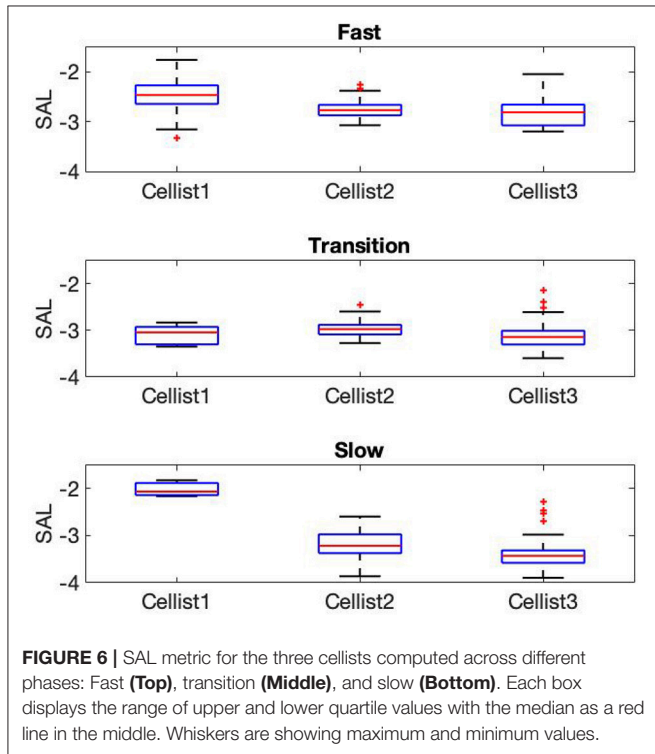 Fast
-2
-3
-4
SAL
Cellist1 Cellist2 Cellist3
Transition
-2
-3
-4
SAL
Cellist1 Cellist2 Cellist3
Slow
-2
-3
-4
SAL
Cellist1 Cellist2 Cellist3
FIGURE 6 | SAL metric for the three cellists computed across different
phases: Fast (Top), transition (Middle), and slow (Bottom). Each box
displays the range of upper and lower quartile values with the median as a red
line in the middle. Whiskers are showing maximum and minimum values.